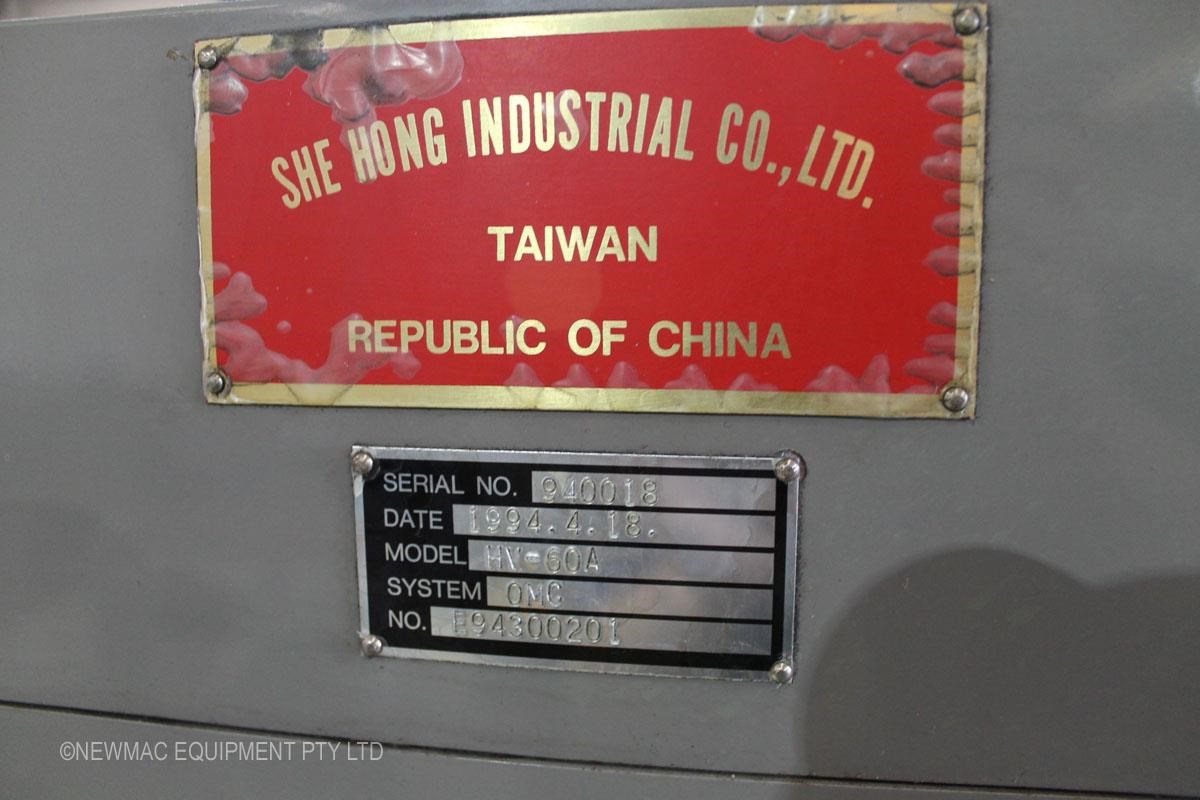 SHE HONG INDUSTRIAL CO., LTD.
TAIWAN
REPUBLIC OF CHINA
SERIAL NO. 940018
DATE 1994.4.18.
MODEL HV-60A
SYSTEM OMC
NO. E94300201
©NEWMAC EQUIPMENT PTY LTD